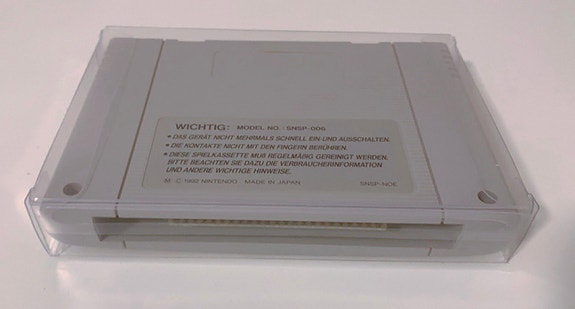 WICHTIG: MODEL NO.: SNSP-006
• DAS GERÄT NICHT MEHRMALS SCHNELL EIN-UND AUSSCHALTEN.
• DIE KONTAKTE NICHT MIT DEN FINGERN BERÜHREN.
• DIESE SPIELKASSETTE MUß REGELMÄßIG GEREINIGT WERDEN.
BITTE BEACHTEN SIE DAZU DIE VERBRAUCHERINFORMATION
UND ANDERE WICHTIGE HINWEISE.
© 1992 NINTENDO MADE IN JAPAN SNSP-NOE